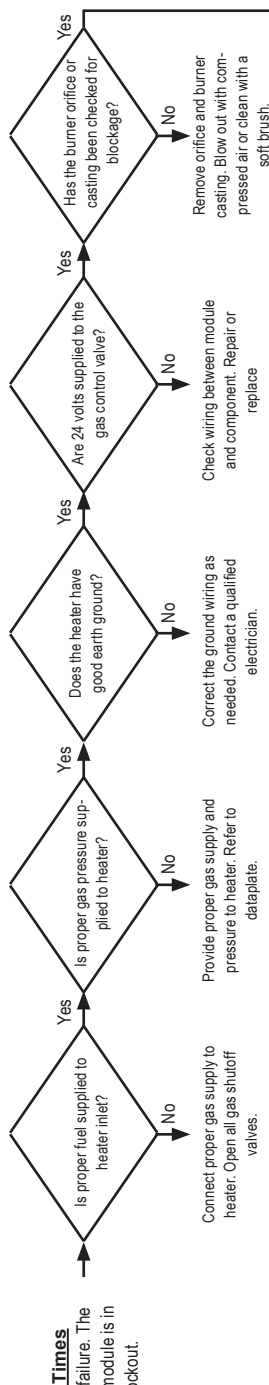 Times
failure. The
module is in
ockout.
Is proper fuel supplied to
heater inlet?
Yes
No
Connect proper gas supply to
heater. Open all gas shutoff
valves.
Is proper gas pressure sup-
plied to heater?
Yes
No
Provide proper gas supply and
pressure to heater. Refer to
dataplate.
Does the heater have
good earth ground?
Yes
No
Correct the ground wiring as
needed. Contact a qualified
electrician.
Are 24 volts supplied to the
gas control valve?
Yes
No
Check wiring between module
and component. Repair or
replace
Has the burner orifice or
casting been checked for
blockage?
Yes
No
Remove orifice and burner
casting. Blow out with com-
pressed air or clean with a
soft brush.